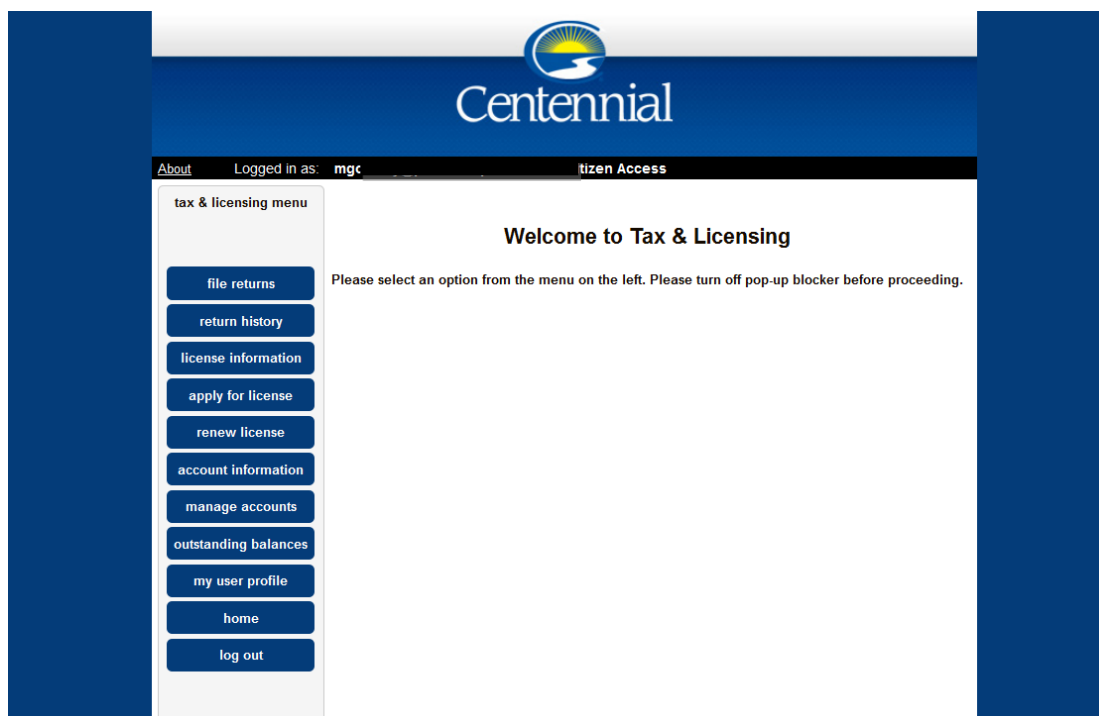 Centennial
About Logged in as: mgc tizen Access
tax & licensing menu
Welcome to Tax & Licensing
Please select an option from the menu on the left. Please turn off pop-up blocker before proceeding.
file returns
return history
license information
apply for license
renew license
account information
manage accounts
outstanding balances
my user profile
home
log out